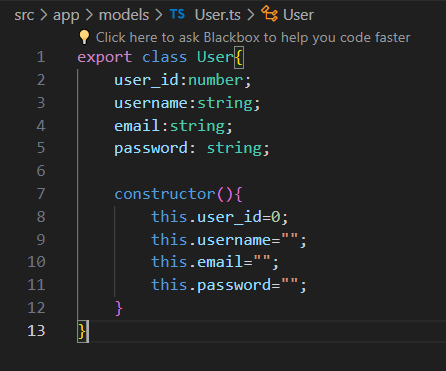 src > app > models > TS User.ts > User
Click here to ask Blackbox to help you code faster
1 export class User{
2     user_id:number;
3     username:string;
4     email:string;
5     password: string;
6
7     constructor(){
8         this.user_id=0;
9         this.username="";
10         this.email="";
11         this.password="";
12     }
13 }